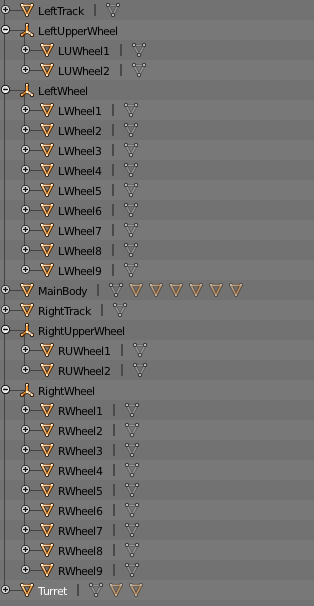 LeftTrack
LeftUpperWheel
LUWheel1
LUWheel2
LeftWheel
LWheel1
LWheel2
LWheel3
LWheel4
LWheel5
LWheel6
LWheel7
LWheel8
LWheel9
MainBody
RightTrack
RightUpperWheel
RUWheel1
RUWheel2
RightWheel
RWheel1
RWheel2
RWheel3
RWheel4
RWheel5
RWheel6
RWheel7
RWheel8
RWheel9
Turret